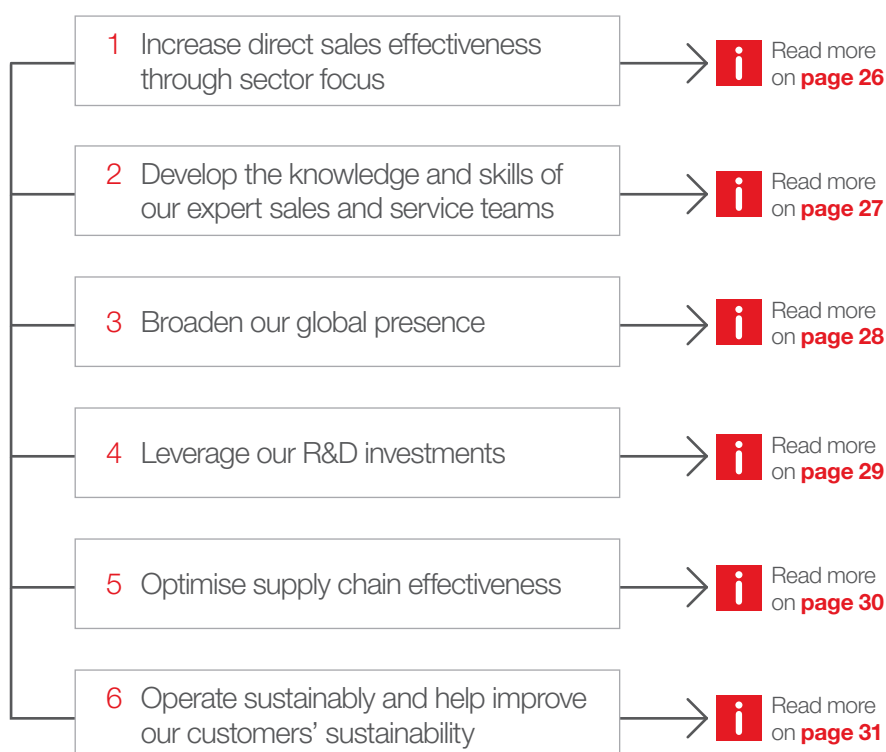 1 Increase direct sales effectiveness
through sector focus
Read more
on page 26
2 Develop the knowledge and skills of
our expert sales and service teams
Read more
on page 27
3 Broaden our global presence
Read more
on page 28
4 Leverage our R&D investments
Read more
on page 29
5 Optimise supply chain effectiveness
Read more
on page 30
6 Operate sustainably and help improve
our customers’ sustainability
Read more
on page 31